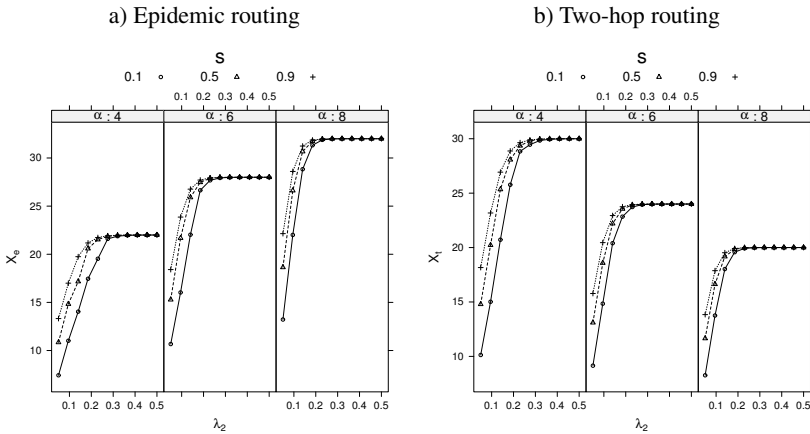 a) Epidemic routing
b) Two-hop routing
S
0.1 0.5 0.9
0.1 0.2 0.3 0.4 0.5
α : 4 α : 6 α : 8
X_e
30
25
20
15
10
0.1 0.2 0.3 0.4 0.5
0.1 0.2 0.3 0.4 0.5
λ₂
S
0.1 0.5 0.9
0.1 0.2 0.3 0.4 0.5
α : 4 α : 6 α : 8
X_t
30
25
20
15
10
0.1 0.2 0.3 0.4 0.5
0.1 0.2 0.3 0.4 0.5
λ₂